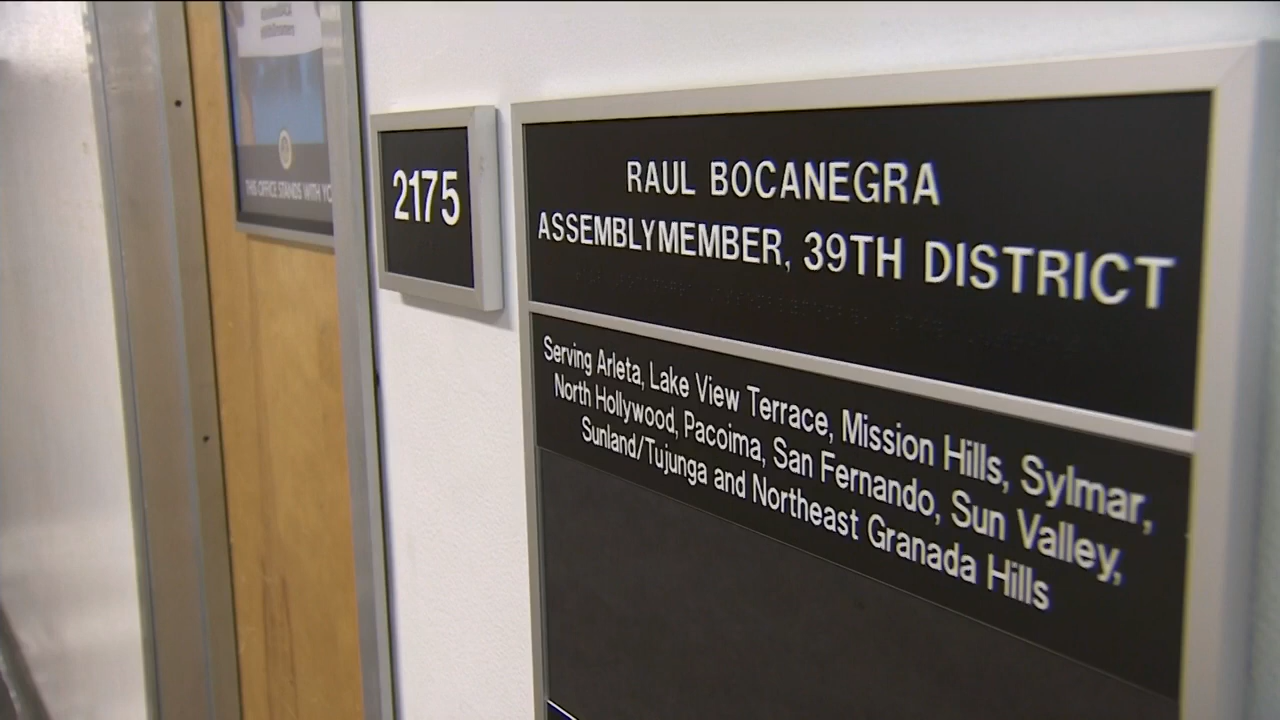 THIS OFFICE STANDS WITH YO
2175
RAUL BOCANEGRA
ASSEMBLYMEMBER, 39TH DISTRICT
Serving Arleta, Lake View Terrace, Mission Hills, Sylmar,
North Hollywood, Pacoima, San Fernando, Sun Valley,
Sunland/Tujunga and Northeast Granada Hills